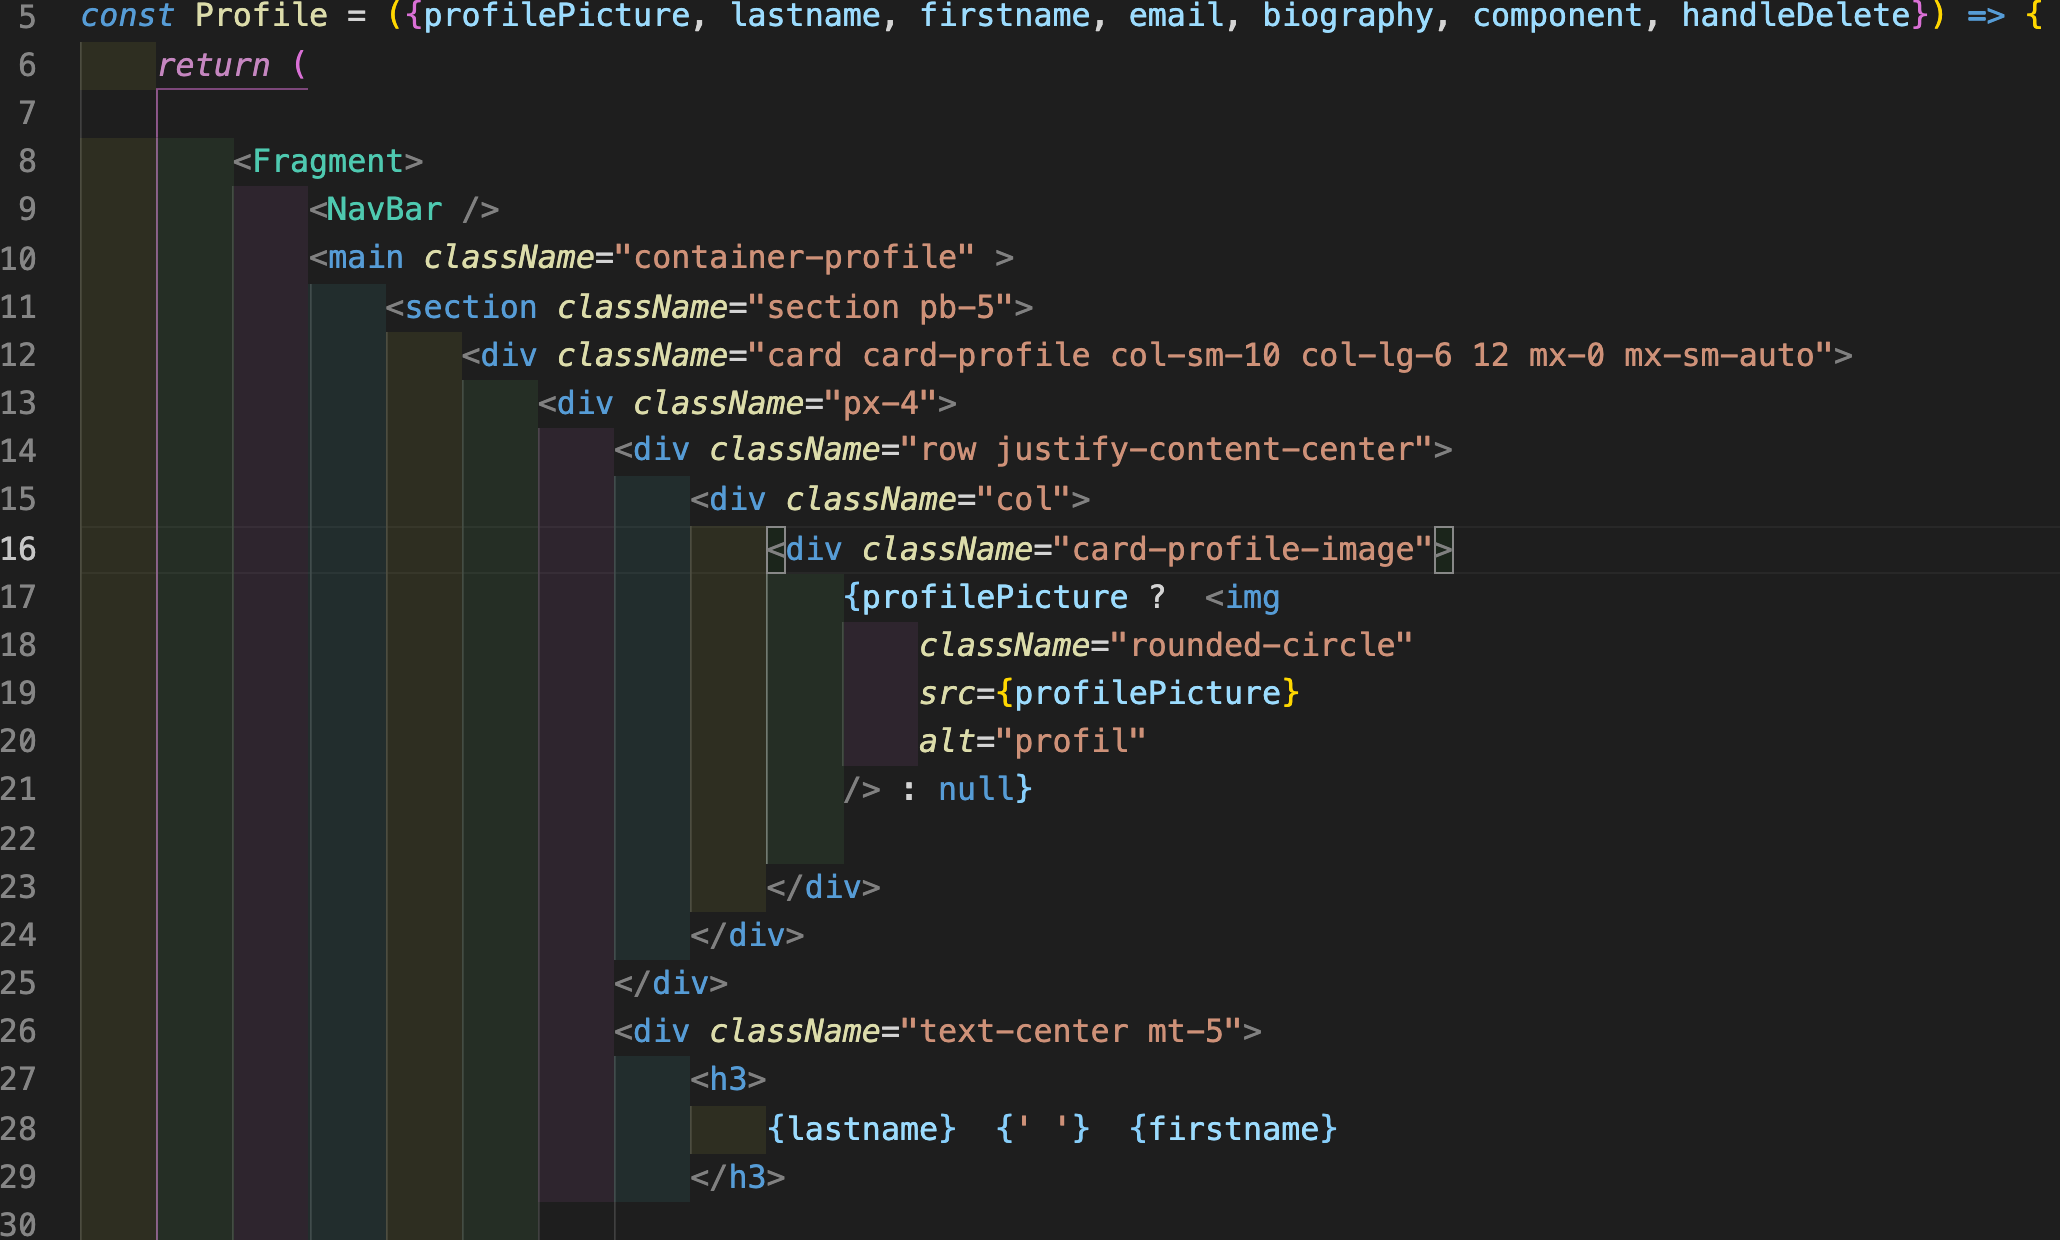 5 const Profile = ({profilePicture, lastname, firstname, email, biography, component, handleDelete}) => {
6 return (
7
8 <Fragment>
9 <NavBar />
10 <main className="container-profile" >
11 <section className="section pb-5">
12 <div className="card card-profile col-sm-10 col-lg-6 12 mx-0 mx-sm-auto">
13 <div className="px-4">
14 <div className="row justify-content-center">
15 <div className="col">
16 <div className="card-profile-image">
17 {profilePicture ?  <img
18 className="rounded-circle"
19 src={profilePicture}
20 alt="profil"
21 /> : null}
22
23 </div>
24 </div>
25 </div>
26 <div className="text-center mt-5">
27 <h3>
28 {lastname}  {' '}  {firstname}
29 </h3>
30